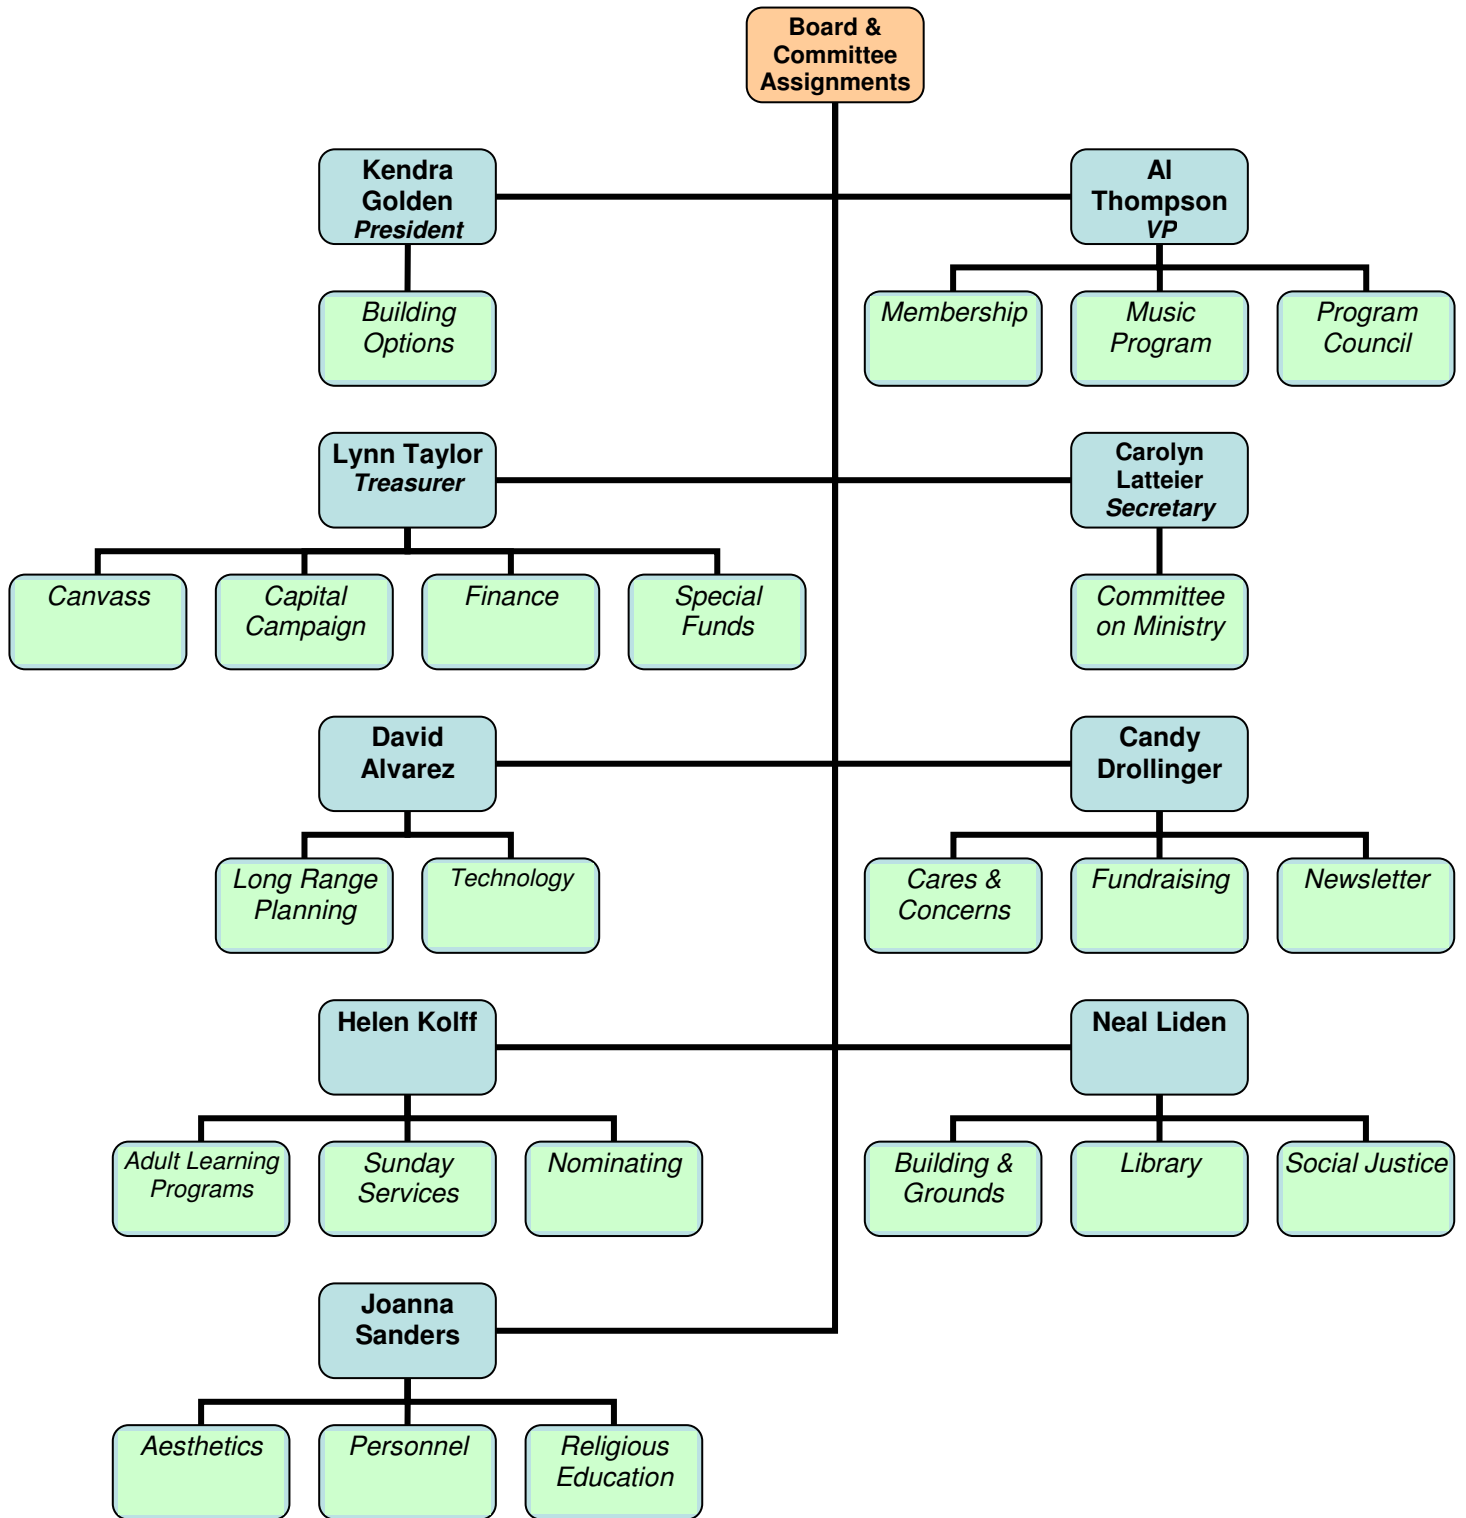 Board &
Committee
Assignments
Kendra
Golden
President
Al
Thompson
VP
Building
Options
Membership
Music
Program
Program
Council
Lynn Taylor
Treasurer
Carolyn
Latteier
Secretary
Canvass
Capital
Campaign
Finance
Special
Funds
Committee
on Ministry
David
Alvarez
Candy
Drollinger
Long Range
Planning
Technology
Cares &
Concerns
Fundraising
Newsletter
Helen Kolff
Neal Liden
Adult Learning
Programs
Sunday
Services
Nominating
Building &
Grounds
Library
Social Justice
Joanna
Sanders
Aesthetics
Personnel
Religious
Education